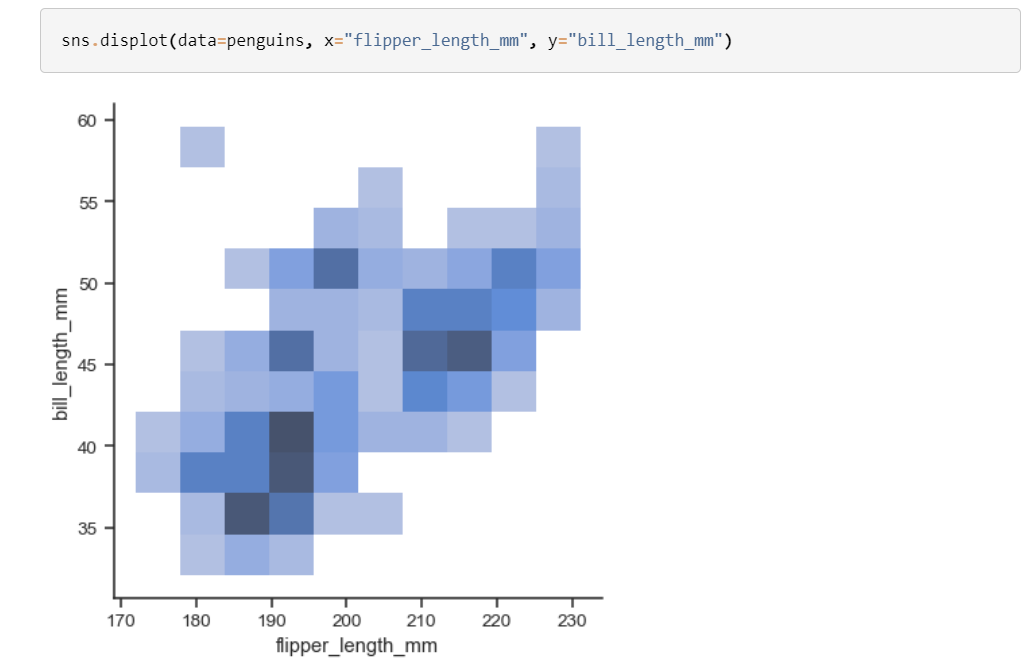 sns.displot(data=penguins, x="flipper_length_mm", y="bill_length_mm")
60
55
50
45
40
35
bill_length_mm
170 180 190 200 210 220 230
flipper_length_mm